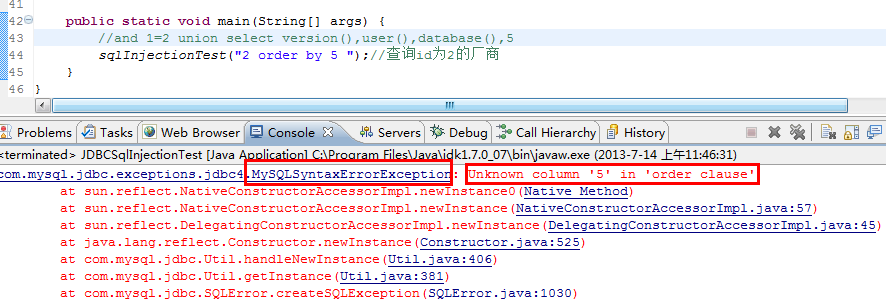 41
42 public static void main(String[] args) {
43 //and 1=2 union select version(),user(),database(),5
44 sqlInjectionTest("2 order by 5 ");//查询id为2的厂商
45 }
46 }
Problems Tasks Web Browser Console Servers Debug Call Hierarchy History
<terminated> JDBCSqlInjectionTest [Java Application] C:\Program Files\Java\jdk1.7.0_07\bin\javaw.exe (2013-7-14 上午11:46:31)
com.mysql.jdbc.exceptions.jdbc4.MySQLSyntaxErrorException: Unknown column '5' in 'order clause'
at sun.reflect.NativeConstructorAccessorImpl.newInstance0(Native Method)
at sun.reflect.NativeConstructorAccessorImpl.newInstance(NativeConstructorAccessorImpl.java:57)
at sun.reflect.DelegatingConstructorAccessorImpl.newInstance(DelegatingConstructorAccessorImpl.java:45)
at java.lang.reflect.Constructor.newInstance(Constructor.java:525)
at com.mysql.jdbc.Util.handleNewInstance(Util.java:406)
at com.mysql.jdbc.Util.getInstance(Util.java:381)
at com.mysql.jdbc.SQLError.createSQLException(SQLError.java:1030)